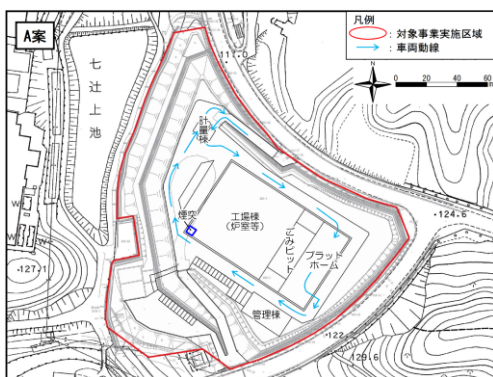 A案
凡例
：対象事業実施区域
：車両動線
N
0 20 40 60m
七辻上池
117.0
計量棟
煙突
工場棟
（炉室等）
ごみピット
プラットホーム
管理棟
124.6
127.1
122.
129.6
W
W